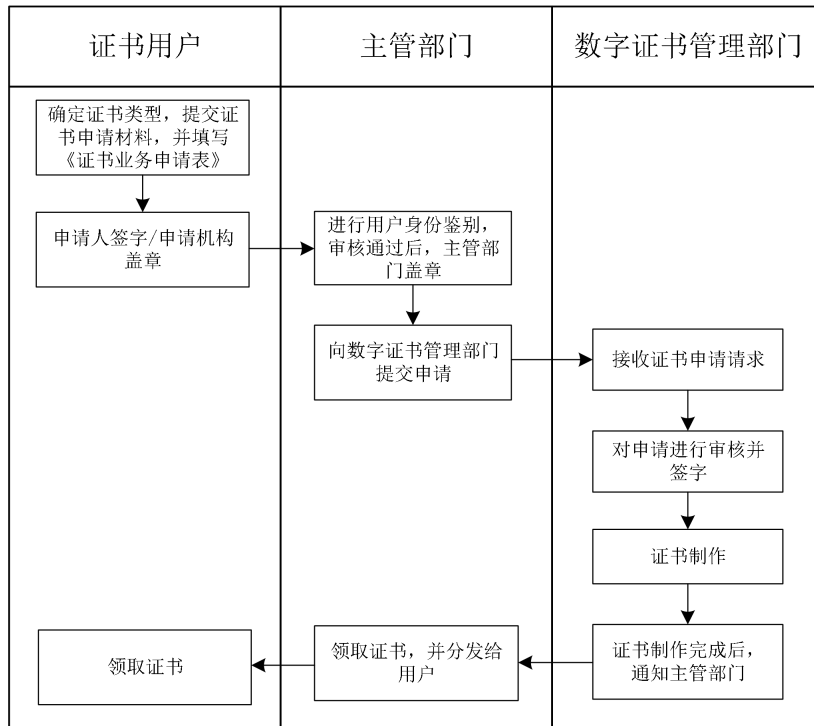 证书用户
主管部门
数字证书管理部门
确定证书类型，提交证
书申请材料，并填写
《证书业务申请表》
申请人签字/申请机构
盖章
进行用户身份鉴别，
审核通过后，主管部
门盖章
向数字证书管理部门
提交申请
接收证书申请请求
对申请进行审核并
签字
证书制作
证书制作完成后，
通知主管部门
领取证书，并分发给
用户
领取证书